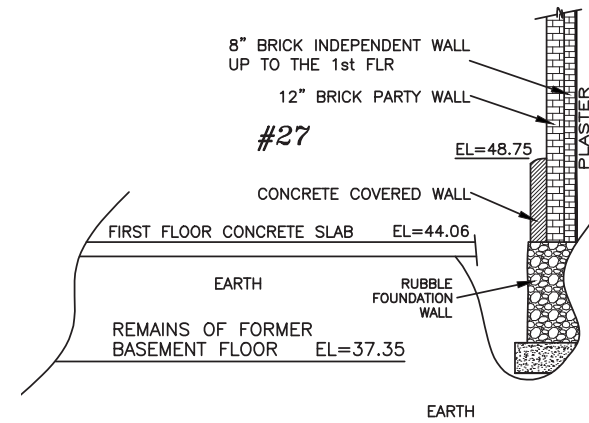 8” BRICK INDEPENDENT WALL
UP TO THE 1st FLR
12” BRICK PARTY WALL
PLASTER
#27
EL=48.75
CONCRETE COVERED WALL
FIRST FLOOR CONCRETE SLAB EL=44.06
EARTH
RUBBLE
FOUNDATION
WALL
REMAINS OF FORMER
BASEMENT FLOOR EL=37.35
EARTH